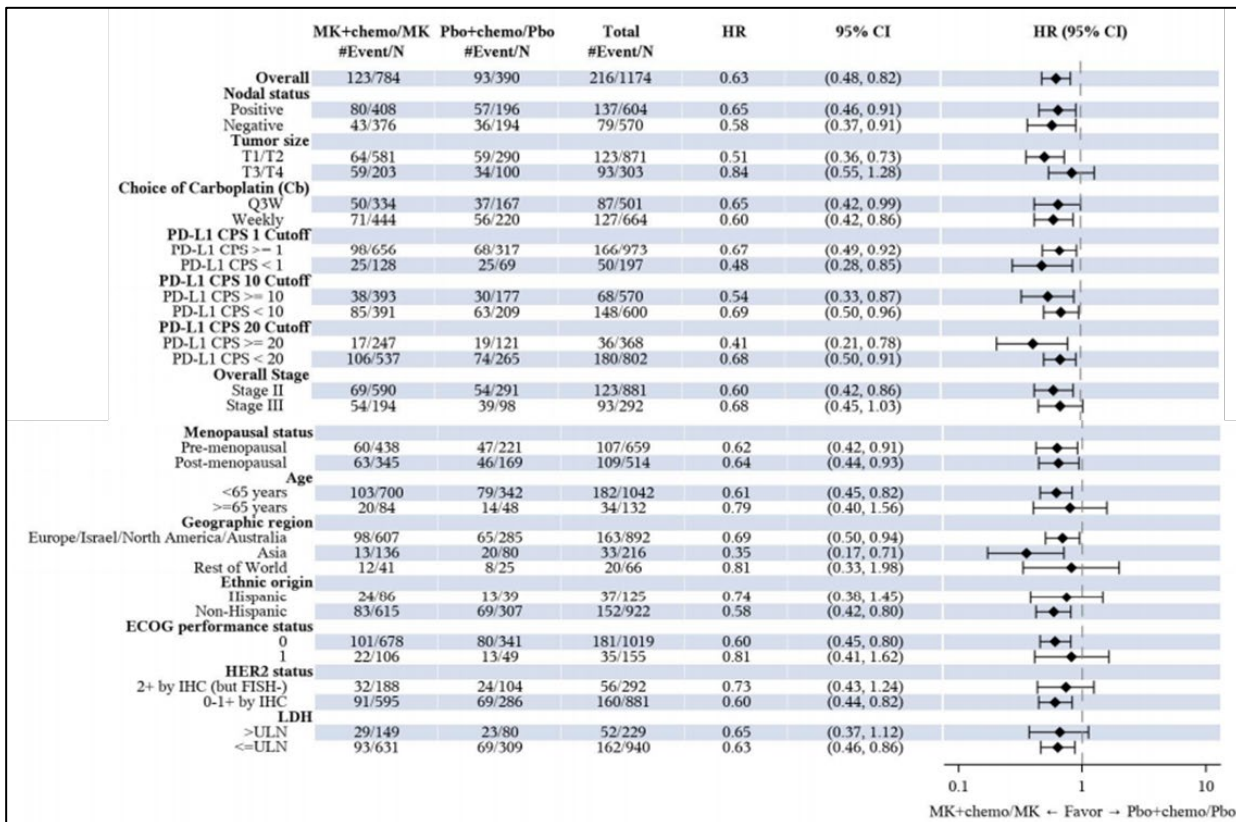 MK+chemo/MK Pbo+chemo/Pbo Total HR 95% CI HR (95% CI)
#Event/N #Event/N #Event/N
Overall 123/784 93/390 216/1174 0.63 (0.48, 0.82)
Nodal status
Positive 80/408 57/196 137/604 0.65 (0.46, 0.91)
Negative 43/376 36/194 79/570 0.58 (0.37, 0.91)
Tumor size
T1/T2 64/581 59/290 123/871 0.51 (0.36, 0.73)
T3/T4 59/203 34/100 93/303 0.84 (0.55, 1.28)
Choice of Carboplatin (Cb)
Q3W 50/334 37/167 87/501 0.65 (0.42, 0.99)
Weekly 71/444 56/220 127/664 0.60 (0.42, 0.86)
PD-L1 CPS 1 Cutoff
PD-L1 CPS >= 1 98/656 68/317 166/973 0.67 (0.49, 0.92)
PD-L1 CPS < 1 25/128 25/69 50/197 0.48 (0.28, 0.85)
PD-L1 CPS 10 Cutoff
PD-L1 CPS >= 10 38/393 30/177 68/570 0.54 (0.33, 0.87)
PD-L1 CPS < 10 85/391 63/209 148/600 0.69 (0.50, 0.96)
PD-L1 CPS 20 Cutoff
PD-L1 CPS >= 20 17/247 19/121 36/368 0.41 (0.21, 0.78)
PD-L1 CPS < 20 106/537 74/265 180/802 0.68 (0.50, 0.91)
Overall Stage
Stage II 69/590 54/291 123/881 0.60 (0.42, 0.86)
Stage III 54/194 39/98 93/292 0.68 (0.45, 1.03)
Menopausal status
Pre-menopausal 60/438 47/221 107/659 0.62 (0.42, 0.91)
Post-menopausal 63/345 46/169 109/514 0.64 (0.44, 0.93)
Age
<65 years 103/700 79/342 182/1042 0.61 (0.45, 0.82)
>=65 years 20/84 14/48 34/132 0.79 (0.40, 1.56)
Geographic region
Europe/Israel/North America/Australia 98/607 65/285 163/892 0.69 (0.50, 0.94)
Asia 13/136 20/80 33/216 0.35 (0.17, 0.71)
Rest of World 12/41 8/25 20/66 0.81 (0.33, 1.98)
Ethnic origin
Hispanic 24/86 13/39 37/125 0.74 (0.38, 1.45)
Non-Hispanic 83/615 69/307 152/922 0.58 (0.42, 0.80)
ECOG performance status
0 101/678 80/341 181/1019 0.60 (0.45, 0.80)
1 22/106 13/49 35/155 0.81 (0.41, 1.62)
HER2 status
2+ by IHC (but FISH-) 32/188 24/104 56/292 0.73 (0.43, 1.24)
0-1+ by IHC 91/595 69/286 160/881 0.60 (0.44, 0.82)
LDH
>ULN 29/149 23/80 52/229 0.65 (0.37, 1.12)
<=ULN 93/631 69/309 162/940 0.63 (0.46, 0.86)
0.1 1 10
MK+chemo/MK ← Favor → Pbo+chemo/Pbo